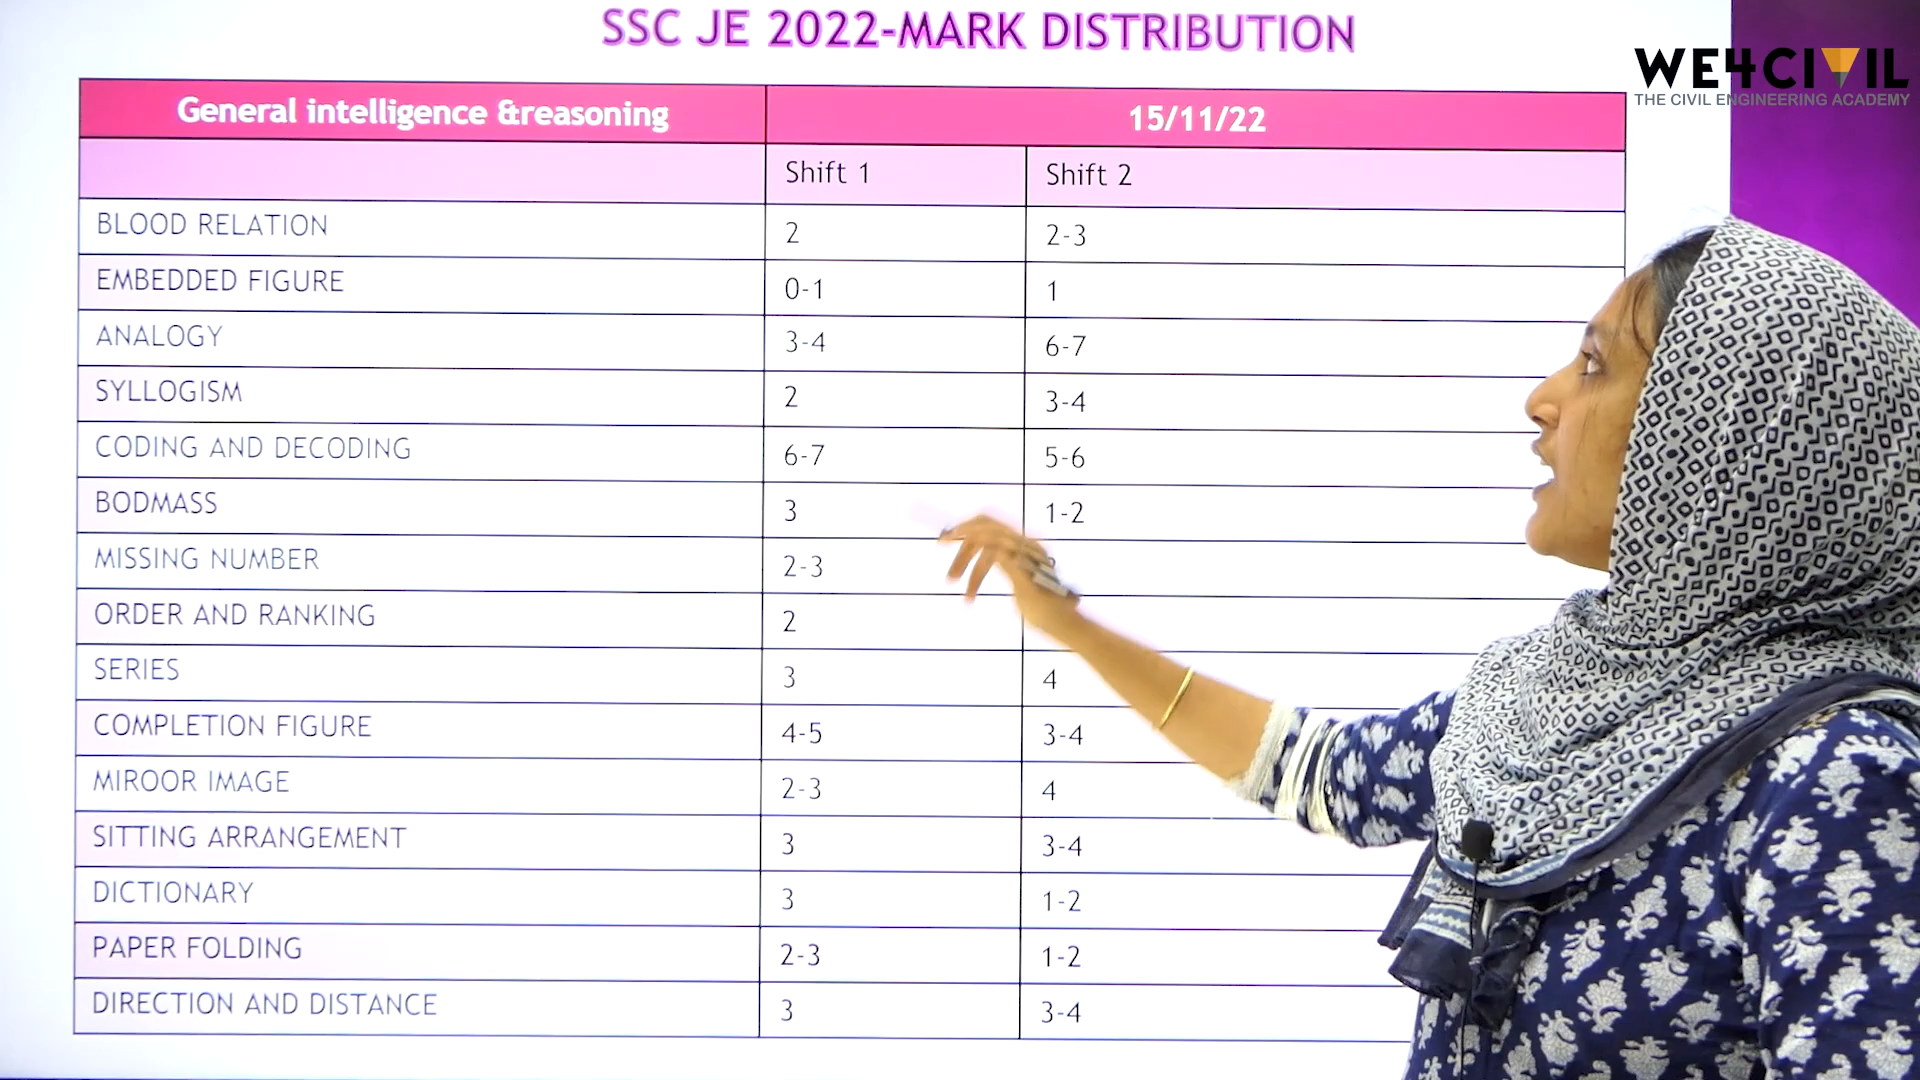 SSC JE 2022-MARK DISTRIBUTION
WE4CIVIL
THE CIVIL ENGINEERING ACADEMY
General intelligence &reasoning 15/11/22
Shift 1 Shift 2
BLOOD RELATION 2 2-3
EMBEDDED FIGURE 0-1 1
ANALOGY 3-4 6-7
SYLLOGISM 2 3-4
CODING AND DECODING 6-7 5-6
BODMASS 3 1-2
MISSING NUMBER 2-3
ORDER AND RANKING 2
SERIES 3 4
COMPLETION FIGURE 4-5 3-4
MIROOR IMAGE 2-3 4
SITTING ARRANGEMENT 3 3-4
DICTIONARY 3 1-2
PAPER FOLDING 2-3 1-2
DIRECTION AND DISTANCE 3 3-4